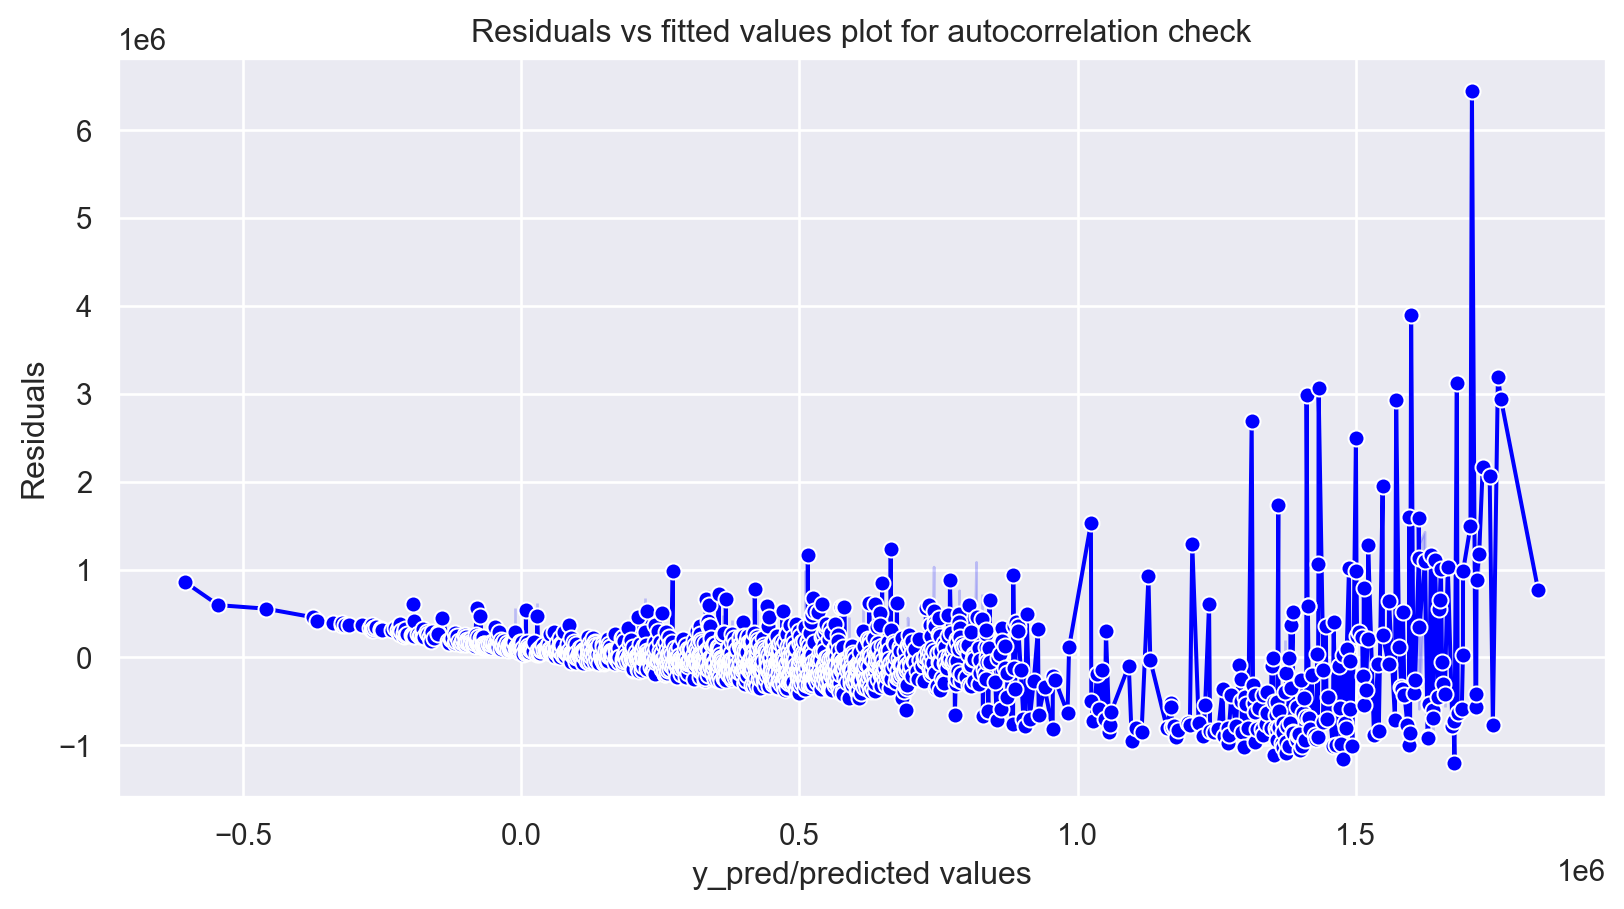 Residuals vs fitted values plot for autocorrelation check
1e6
6
5
4
3
2
1
0
−1
Residuals
−0.5 0.0 0.5 1.0 1.5
1e6
y_pred/predicted values